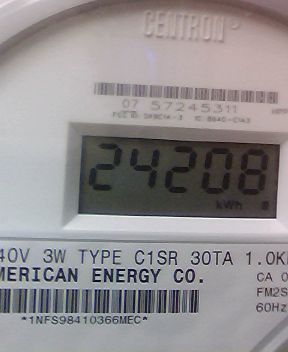 CENTRON®
07 57245311
24208
kWh
40V 3W TYPE C1SR 30TA 1.0K
MERICAN ENERGY CO.
CA 0
FM2S
60Hz
*1NFS98410366MEC*